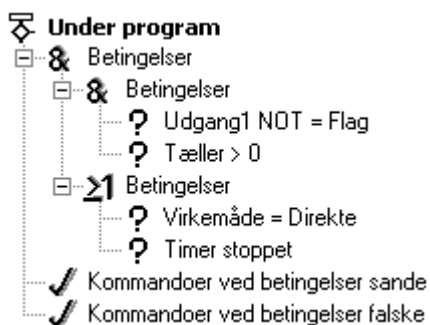 Under program
& Betingelser
& Betingelser
? Udgang1 NOT = Flag
? Tæller > 0
≥1 Betingelser
? Virkemåde = Direkte
? Timer stoppet
Kommandoer ved betingelser sande
Kommandoer ved betingelser falske